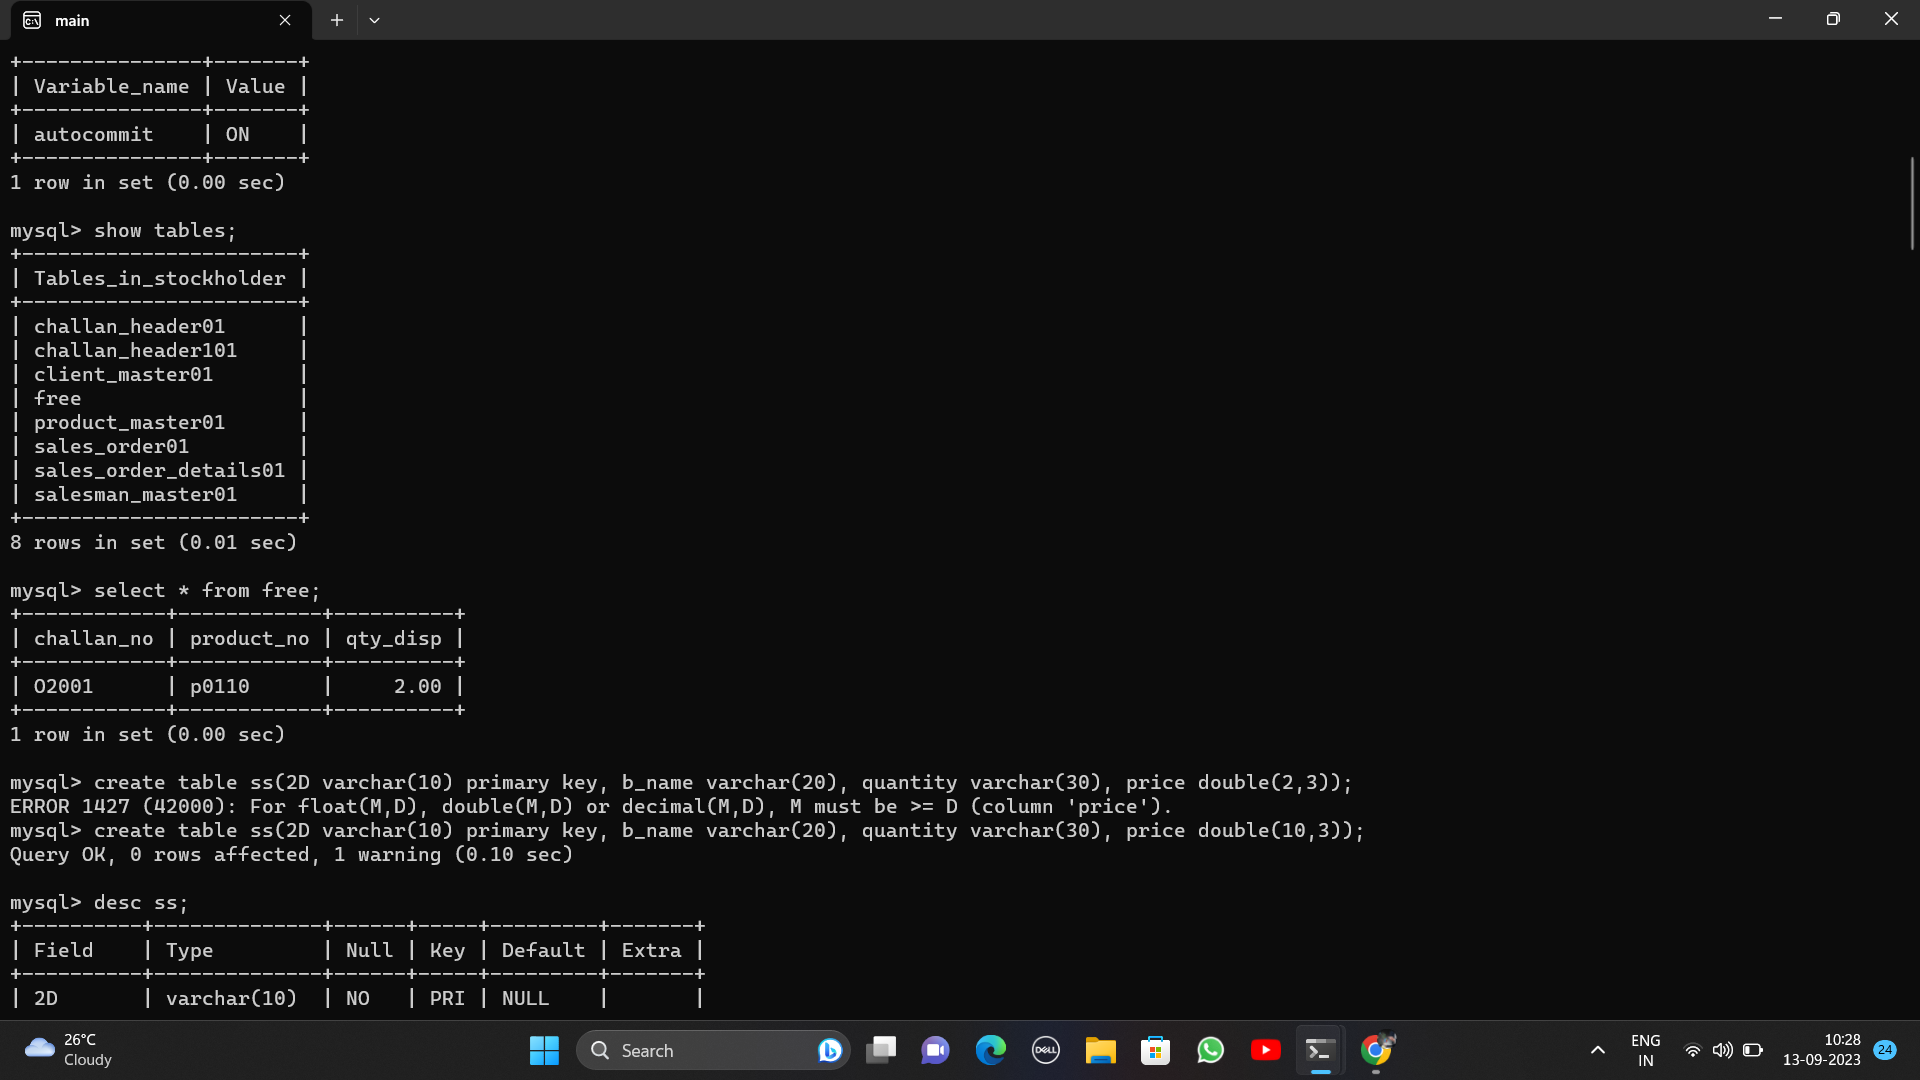 main
+---------------+-------+
| Variable_name | Value |
+---------------+-------+
| autocommit    | ON    |
+---------------+-------+
1 row in set (0.00 sec)
mysql> show tables;
+-----------------------+
| Tables_in_stockholder |
+-----------------------+
| challan_header01      |
| challan_header101     |
| client_master01       |
| free                  |
| product_master01      |
| sales_order01         |
| sales_order_details01 |
| salesman_master01     |
+-----------------------+
8 rows in set (0.01 sec)
mysql> select * from free;
+------------+------------+----------+
| challan_no | product_no | qty_disp |
+------------+------------+----------+
| O2001      | p0110      |     2.00 |
+------------+------------+----------+
1 row in set (0.00 sec)
mysql> create table ss(2D varchar(10) primary key, b_name varchar(20), quantity varchar(30), price double(2,3));
ERROR 1427 (42000): For float(M,D), double(M,D) or decimal(M,D), M must be >= D (column 'price').
mysql> create table ss(2D varchar(10) primary key, b_name varchar(20), quantity varchar(30), price double(10,3));
Query OK, 0 rows affected, 1 warning (0.10 sec)
mysql> desc ss;
+----------+--------------+------+-----+---------+-------+
| Field    | Type         | Null | Key | Default | Extra |
+----------+--------------+------+-----+---------+-------+
| 2D       | varchar(10)  | NO   | PRI | NULL    |       |
26°C
Cloudy
Search
DELL
ENG
IN
10:28
13-09-2023
24